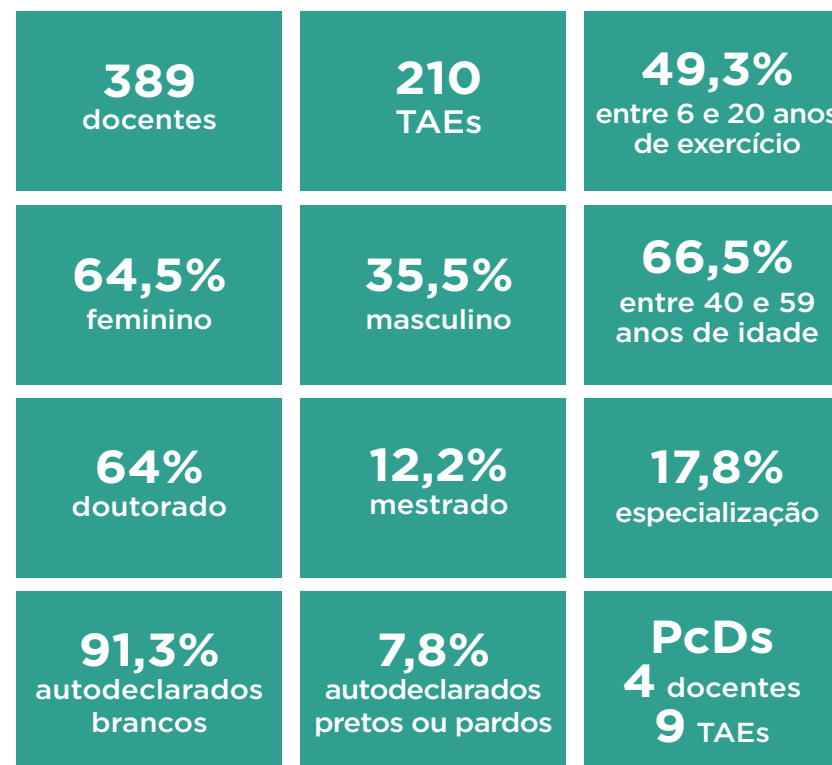 389
docentes
210
TAEs
49,3%
entre 6 e 20 anos
de exercício
64,5%
feminino
35,5%
masculino
66,5%
entre 40 e 59
anos de idade
64%
doutorado
12,2%
mestrado
17,8%
especialização
91,3%
autodeclarados
brancos
7,8%
autodeclarados
pretos ou pardos
PcDs
4 docentes
9 TAEs